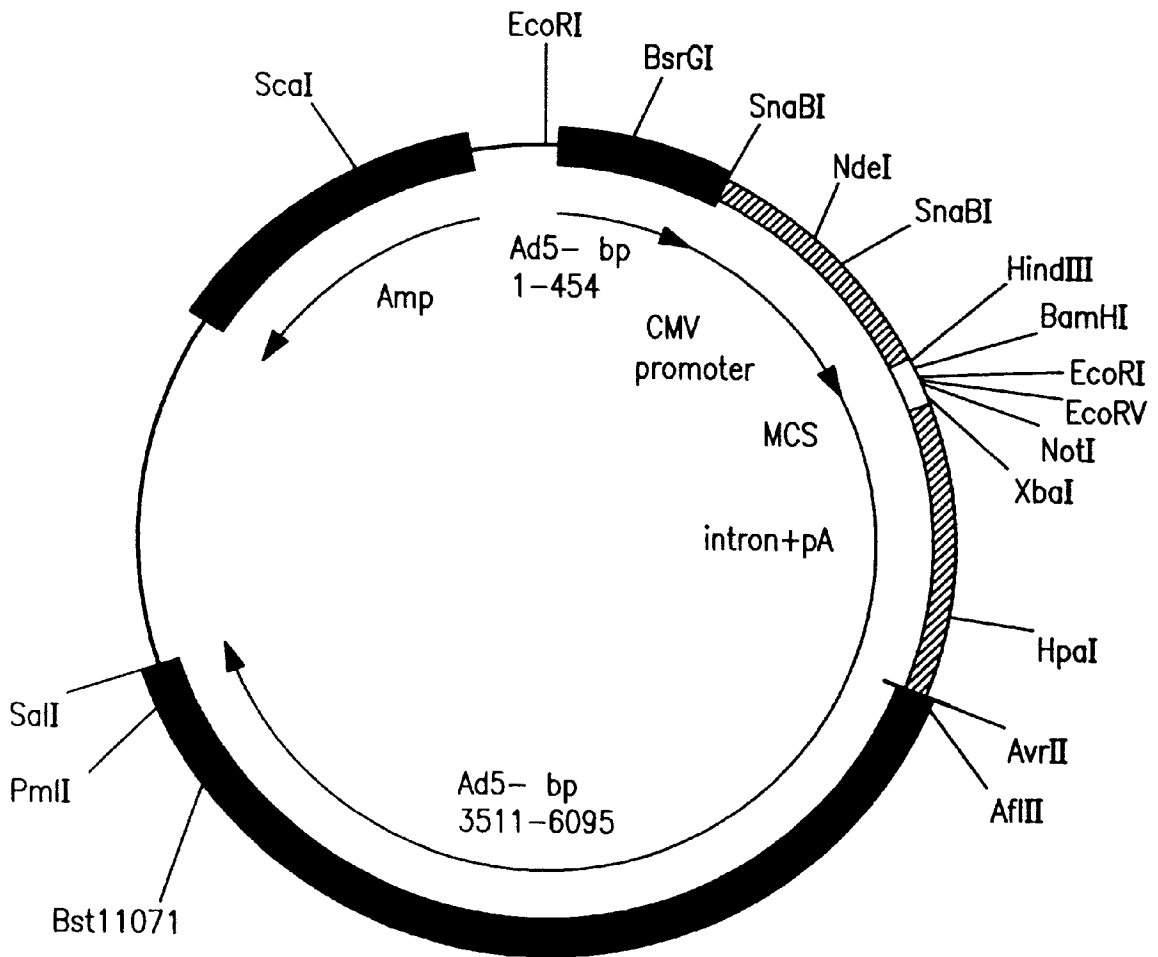 EcoRI
BsrGI
ScaI
SnaBI
NdeI
SnaBI
HindIII
BamHI
EcoRI
EcoRV
NotI
XbaI
Ad5- bp
1-454
Amp
CMV
promoter
MCS
intron+pA
HpaI
AvrII
AflII
SalI
PmlI
Bst11071
Ad5- bp
3511-6095